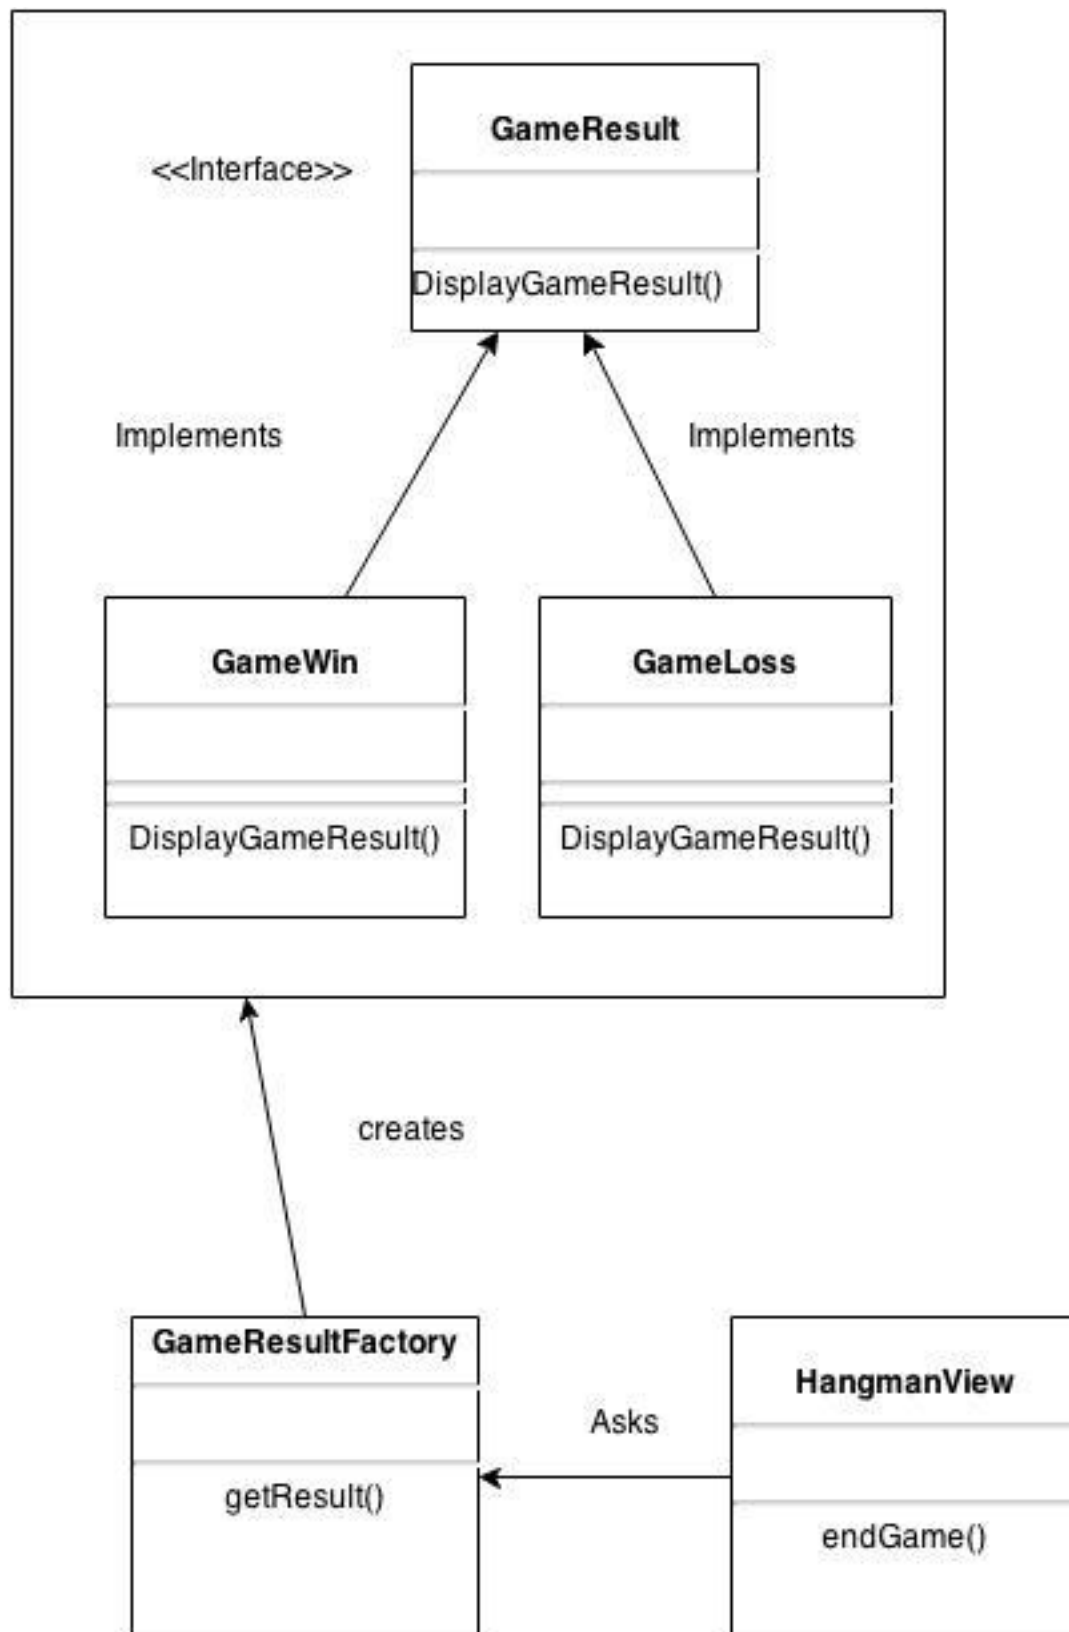 GameResult
<<Interface>>
DisplayGameResult()
Implements
Implements
GameWin
GameLoss
DisplayGameResult()
DisplayGameResult()
creates
GameResultFactory
HangmanView
Asks
getResult()
endGame()